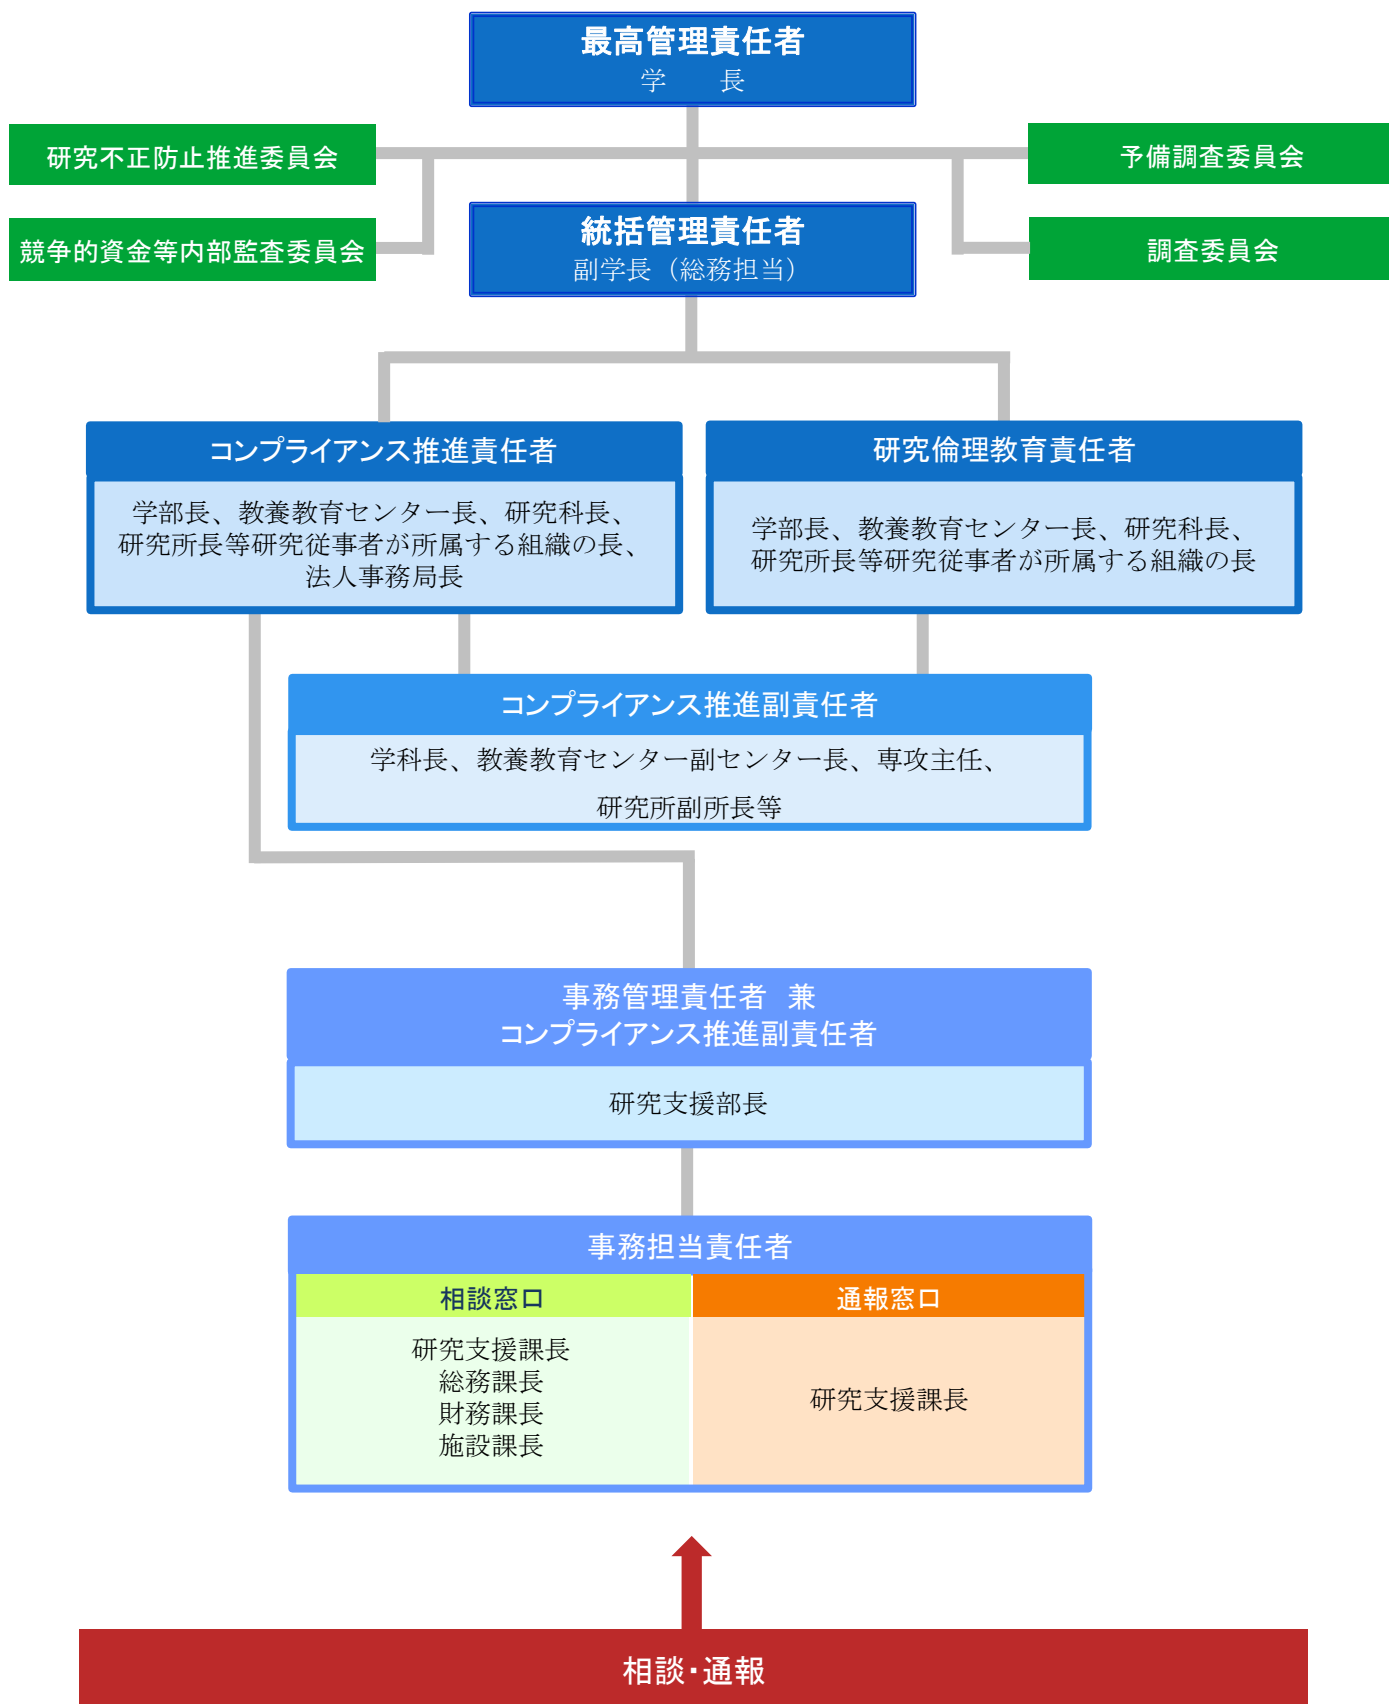 最高管理責任者
学　　長
研究不正防止推進委員会
予備調査委員会
競争的資金等内部監査委員会
統括管理責任者
副学長（総務担当）
調査委員会
コンプライアンス推進責任者
学部長、教養教育センター長、研究科長、
研究所長等研究従事者が所属する組織の長、
法人事務局長
研究倫理教育責任者
学部長、教養教育センター長、研究科長、
研究所長等研究従事者が所属する組織の長
コンプライアンス推進副責任者
学科長、教養教育センター副センター長、専攻主任、
研究所副所長等
事務管理責任者　兼
コンプライアンス推進副責任者
研究支援部長
事務担当責任者
相談窓口
研究支援課長
総務課長
財務課長
施設課長
通報窓口
研究支援課長
相談・通報